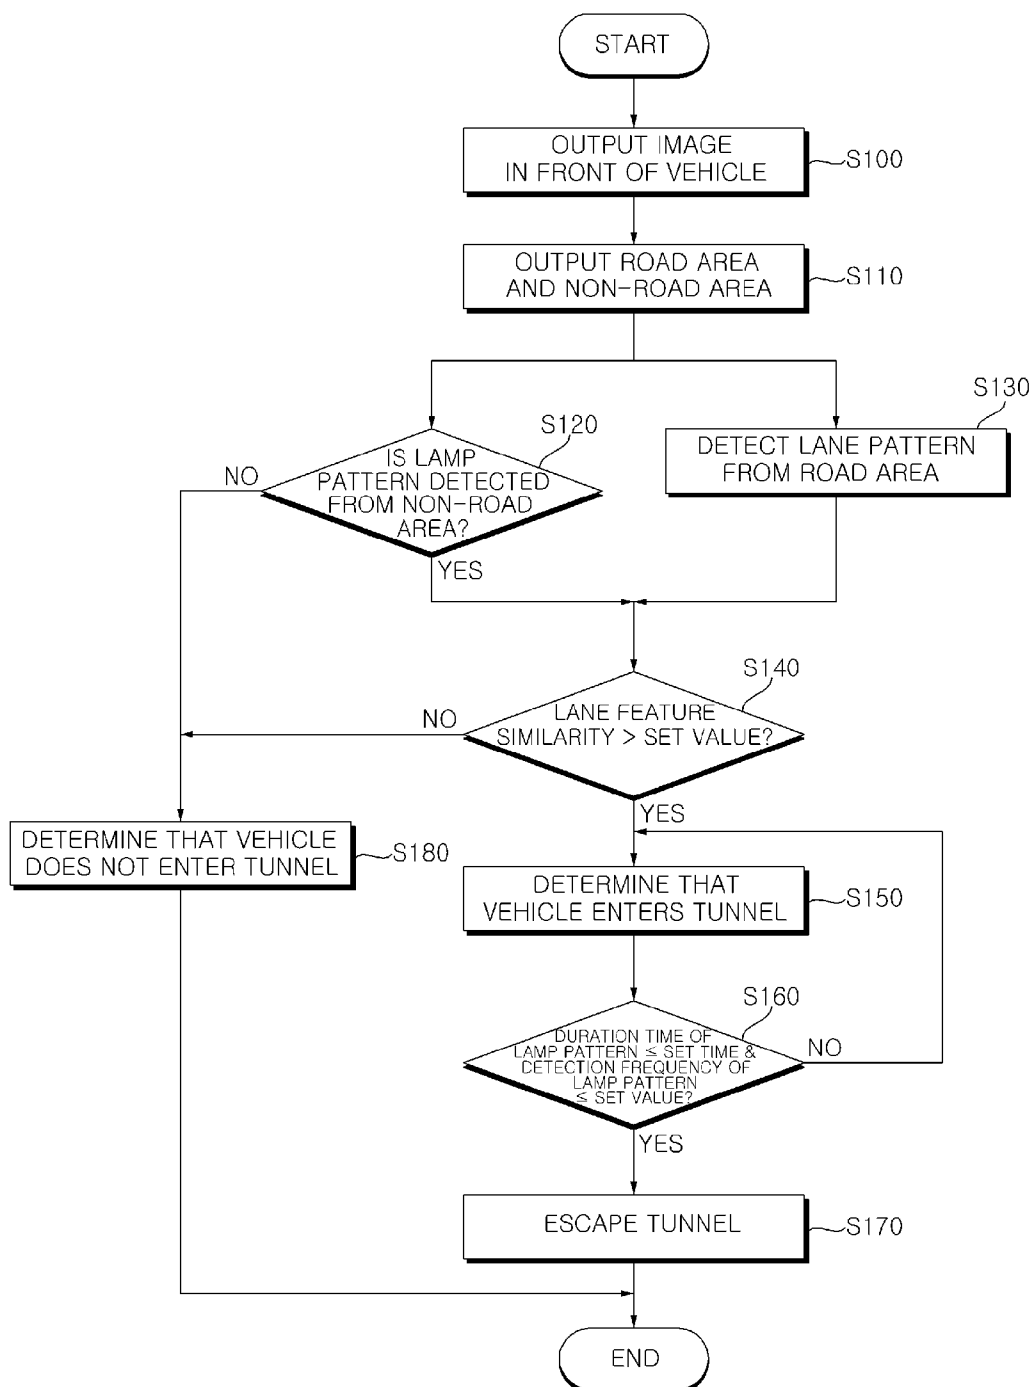 START
OUTPUT IMAGE
IN FRONT OF VEHICLE
S100
OUTPUT ROAD AREA
AND NON-ROAD AREA
S110
S120
IS LAMP
PATTERN DETECTED
FROM NON-ROAD
AREA?
NO
YES
S130
DETECT LANE PATTERN
FROM ROAD AREA
S140
LANE FEATURE
SIMILARITY > SET VALUE?
NO
YES
DETERMINE THAT VEHICLE
DOES NOT ENTER TUNNEL
S180
DETERMINE THAT
VEHICLE ENTERS TUNNEL
S150
S160
DURATION TIME OF
LAMP PATTERN ≤ SET TIME &
DETECTION FREQUENCY OF
LAMP PATTERN
≤ SET VALUE?
NO
YES
ESCAPE TUNNEL
S170
END